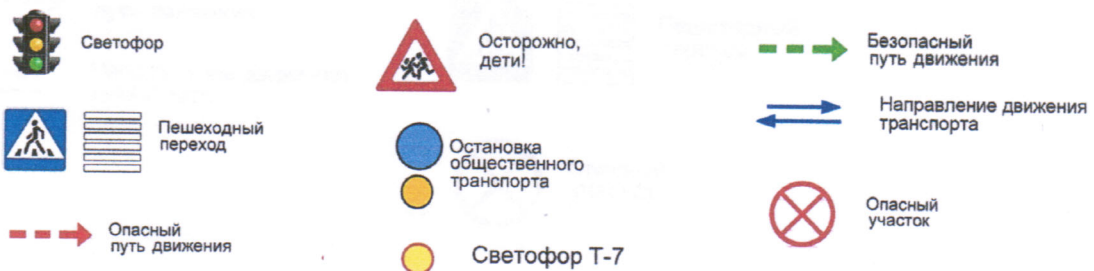 Светофор
Пешеходный
переход
Опасный
путь движения
Осторожно,
дети!
Остановка
общественного
транспорта
Светофор Т-7
Безопасный
путь движения
Направление движения
транспорта
Опасный
участок